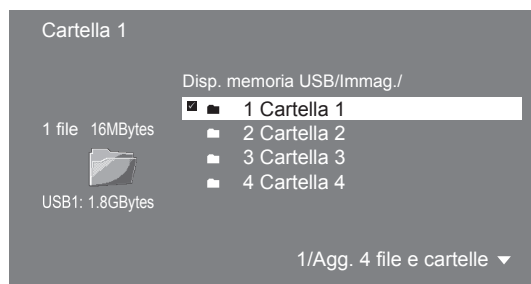 Cartella 1
Disp. memoria USB/Immag./
1 Cartella 1
2 Cartella 2
3 Cartella 3
4 Cartella 4
1 file 16MBytes
USB1: 1.8GBytes
1/Agg. 4 file e cartelle